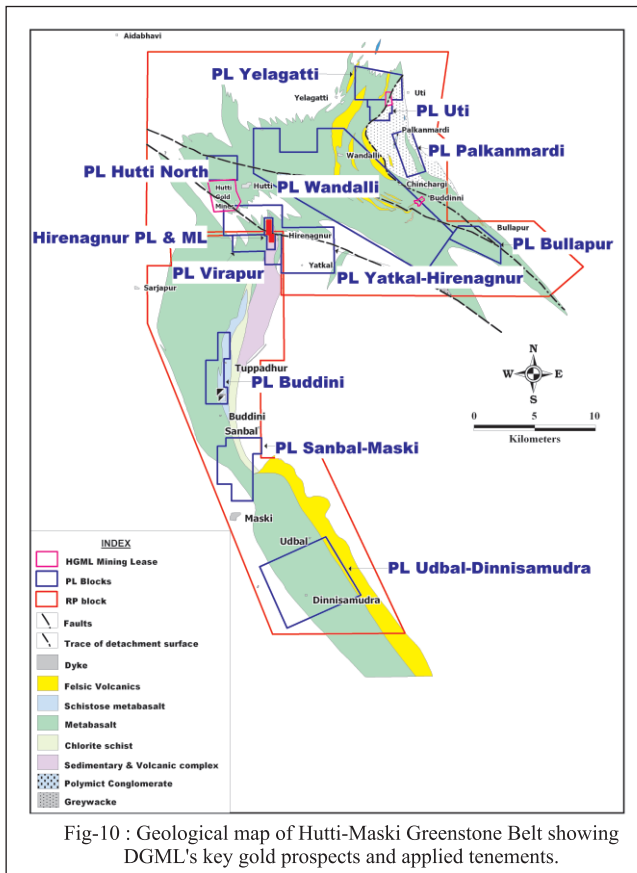 Aidabhavi
PL Yelagatti
Yelagatti
Uti
PL Uti
Palkanmardi
PL Palkanmardi
Wandalli
PL Hutti North
Hutti
Gold
Mine
Hutti
PL Wandalli
Chinchargi
Buddinni
Hirenagnur PL & ML
Hirenagnur
Bullapur
PL Bullapur
PL Virapur
Yatkal
PL Yatkal-Hirenagnur
Sarjapur
N
W E
S
Tuppadhur
PL Buddini
0 5 10
Kilometers
Buddini
Sanbal
PL Sanbal-Maski
Maski
Udbal
PL Udbal-Dinnisamudra
Dinnisamudra
INDEX
HGML Mining Lease
PL Blocks
RP block
Faults
Trace of detachment surface
Dyke
Felsic Volcanics
Schistose metabasalt
Metabasalt
Chlorite schist
Sedimentary & Volcanic complex
Polymict Conglomerate
Greywacke
Fig-10 : Geological map of Hutti-Maski Greenstone Belt showing
DGML's key gold prospects and applied tenements.